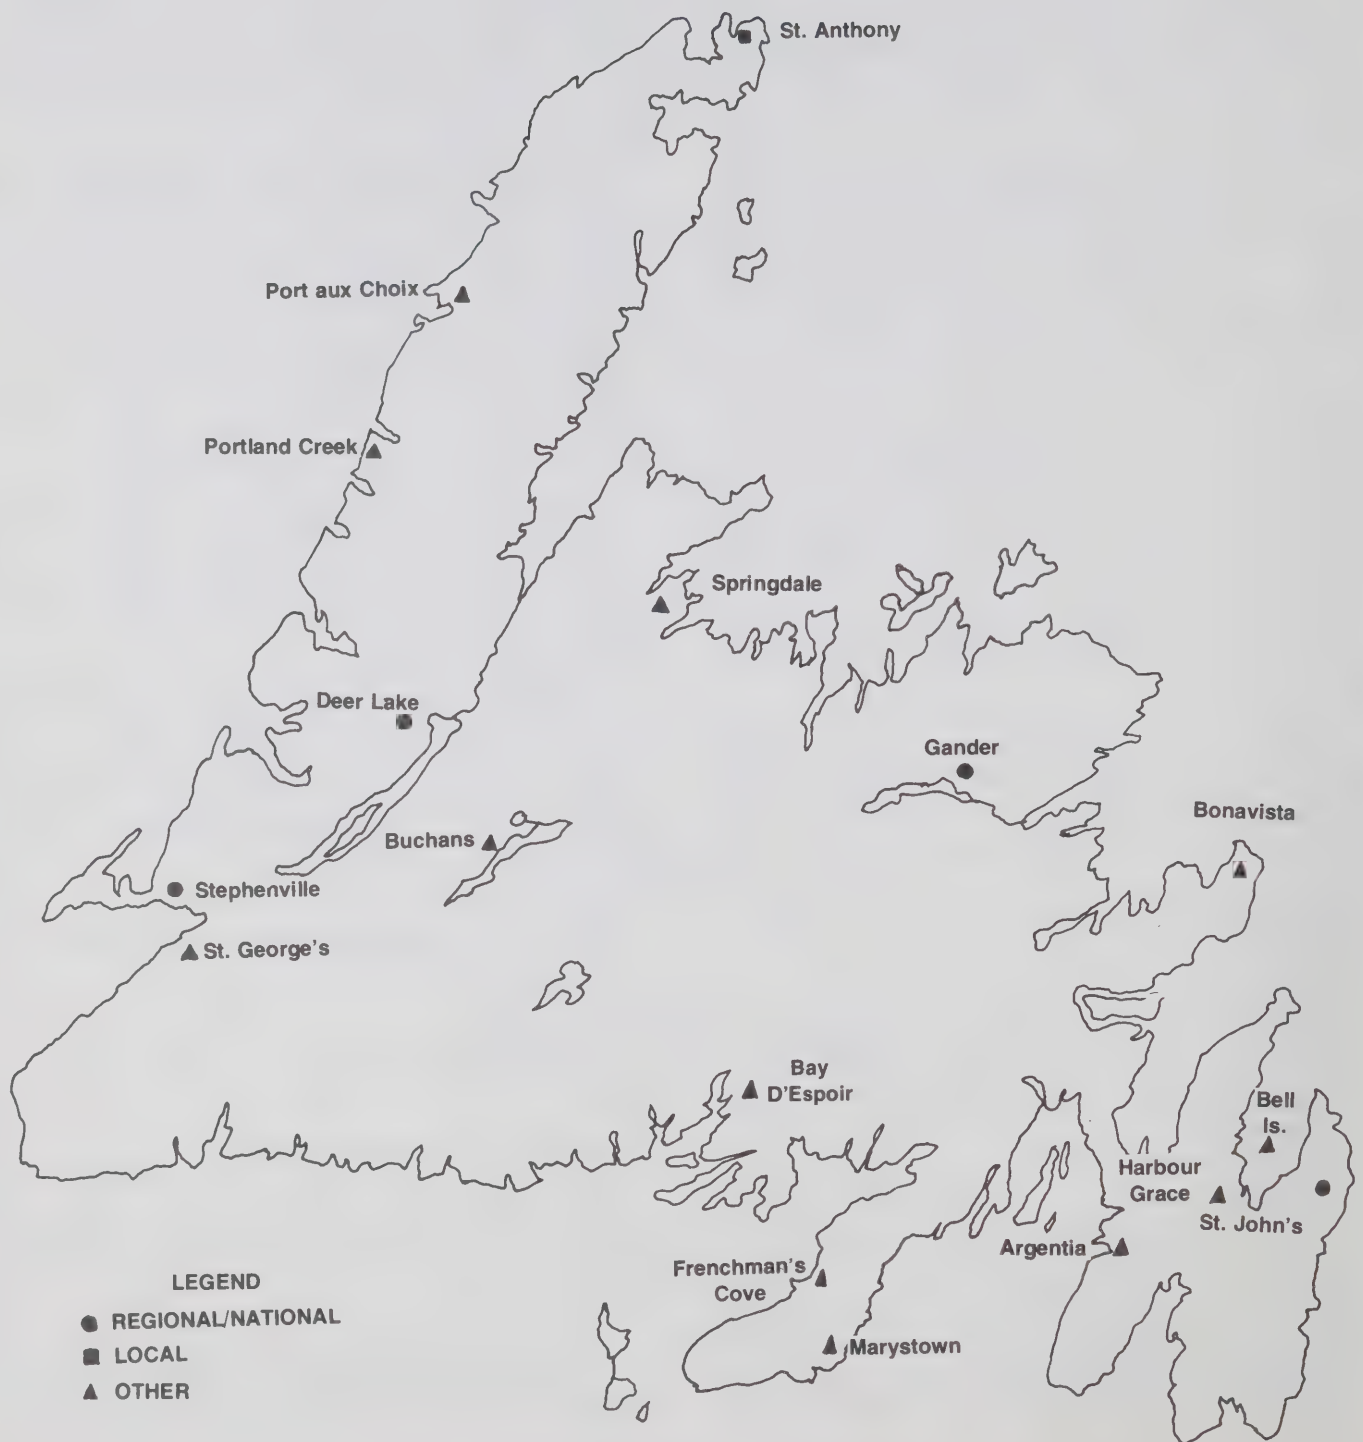 St. Anthony
Port aux Choix
Portland Creek
Springdale
Deer Lake
Gander
Bonavista
Buchans
Stephenville
St. George's
Bay
D'Espoir
Bell
Is.
Harbour
Grace
St. John's
Argentia
Frenchman's
Cove
Marystown
LEGEND
REGIONAL/NATIONAL
LOCAL
OTHER